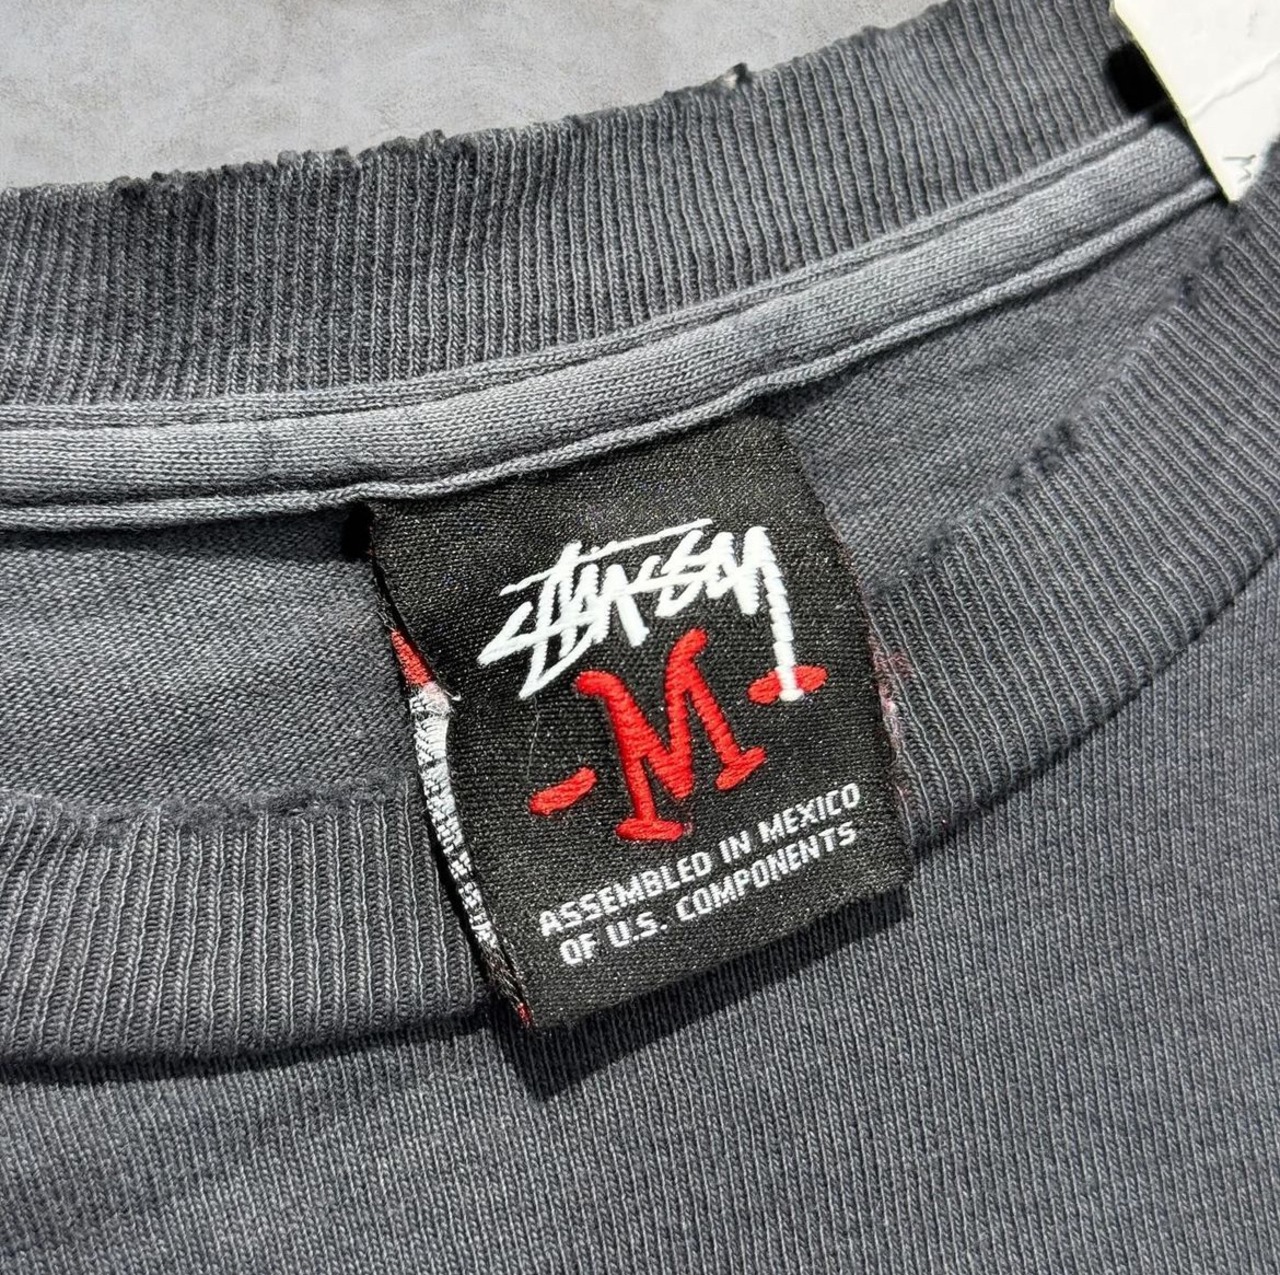 Stüssy
-M-
ASSEMBLED IN MEXICO
OF U.S. COMPONENTS